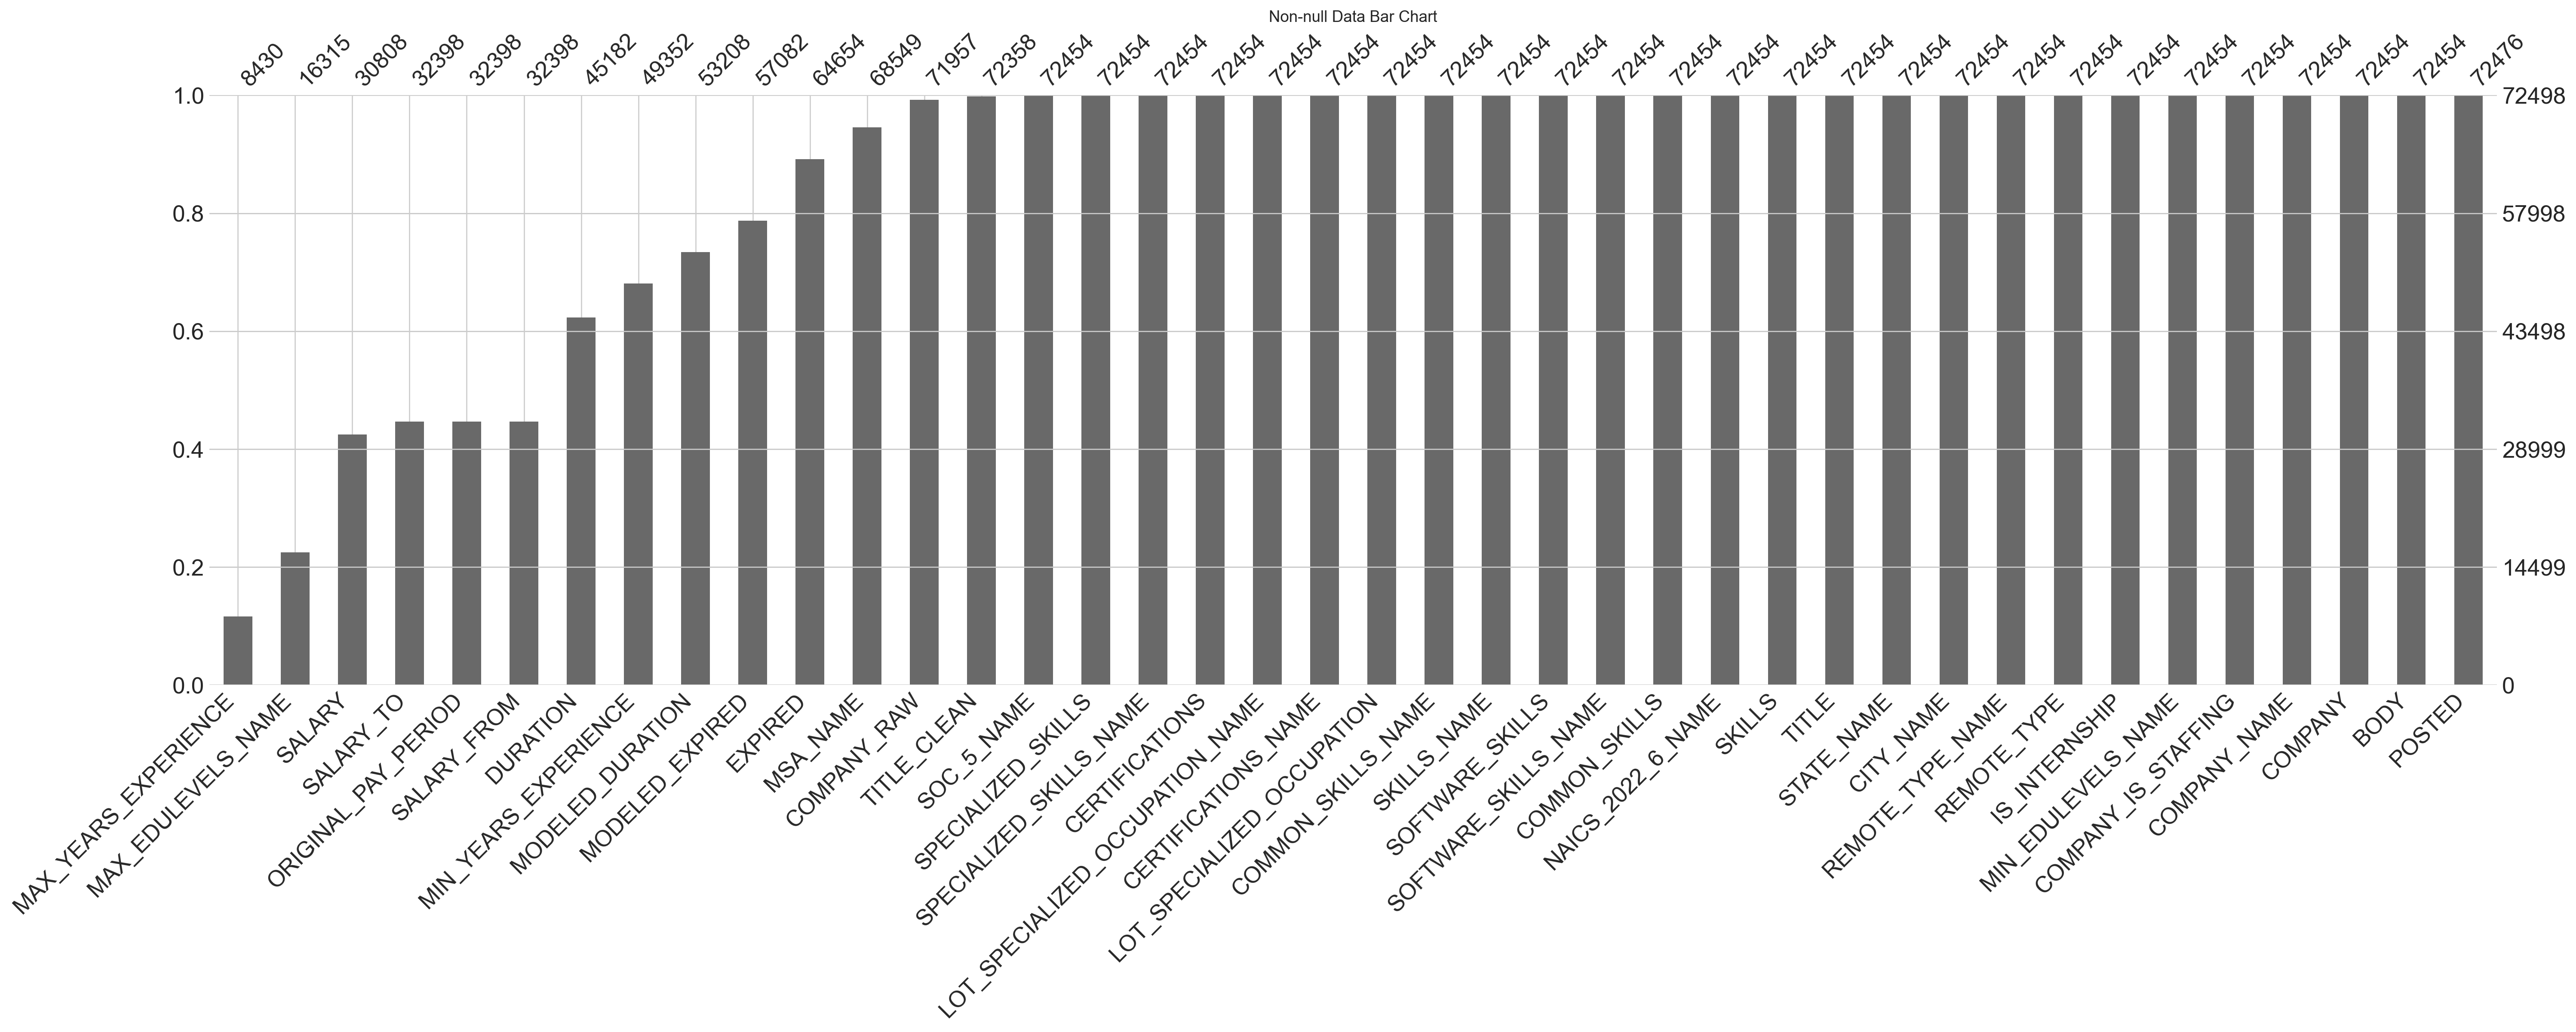 Non-null Data Bar Chart
8430 16315 30808 32398 32398 32398 45182 49352 53208 57082 64654 68549 71957 72358 72454 72454 72454 72454 72454 72454 72454 72454 72454 72454 72454 72454 72454 72454 72454 72454 72454 72454 72454 72454 72454 72454 72454 72454 72454 72476
1.0 72498
0.8 57998
0.6 43498
0.4 28999
0.2 14499
0.0 0
MAX_YEARS_EXPERIENCE
MAX_EDULEVELS_NAME
SALARY
SALARY_TO
ORIGINAL_PAY_PERIOD
SALARY_FROM
DURATION
MIN_YEARS_EXPERIENCE
MODELED_DURATION
MODELED_EXPIRED
EXPIRED
MSA_NAME
COMPANY_RAW
TITLE_CLEAN
SOC_5_NAME
SPECIALIZED_SKILLS
SPECIALIZED_SKILLS_NAME
CERTIFICATIONS
LOT_SPECIALIZED_OCCUPATION_NAME
CERTIFICATIONS_NAME
LOT_SPECIALIZED_OCCUPATION
COMMON_SKILLS_NAME
SKILLS_NAME
SOFTWARE_SKILLS
SOFTWARE_SKILLS_NAME
COMMON_SKILLS
NAICS_2022_6_NAME
SKILLS
TITLE
STATE_NAME
CITY_NAME
REMOTE_TYPE_NAME
REMOTE_TYPE
IS_INTERNSHIP
MIN_EDULEVELS_NAME
COMPANY_IS_STAFFING
COMPANY_NAME
COMPANY
BODY
POSTED